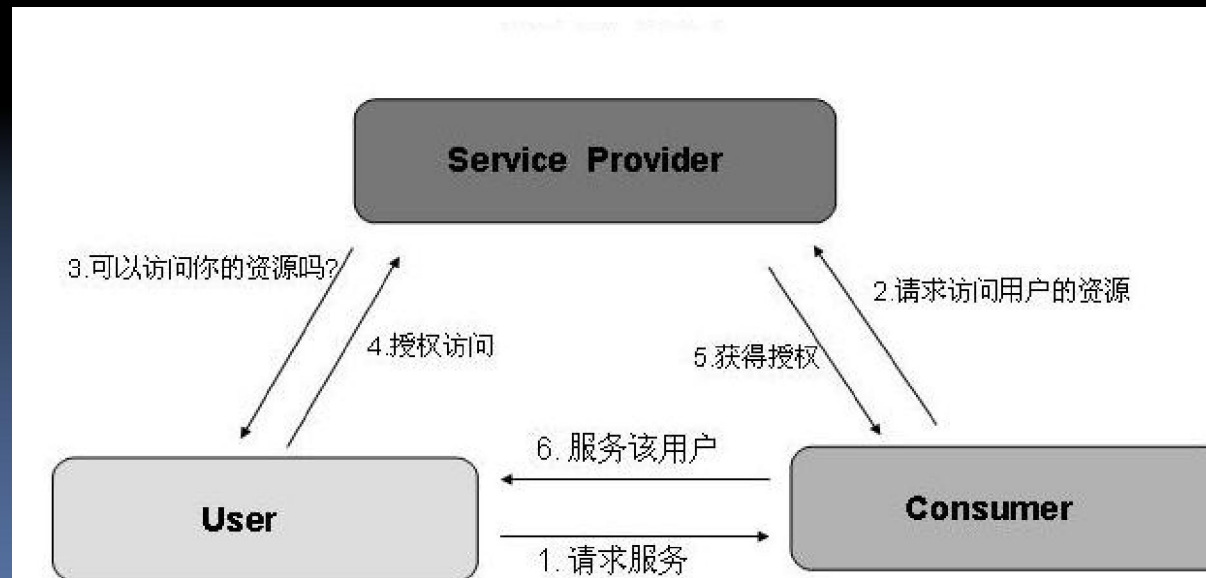 Service Provider
3.可以访问你的资源吗?
2.请求访问用户的资源
4.授权访问
5.获得授权
6. 服务该用户
User
Consumer
1. 请求服务